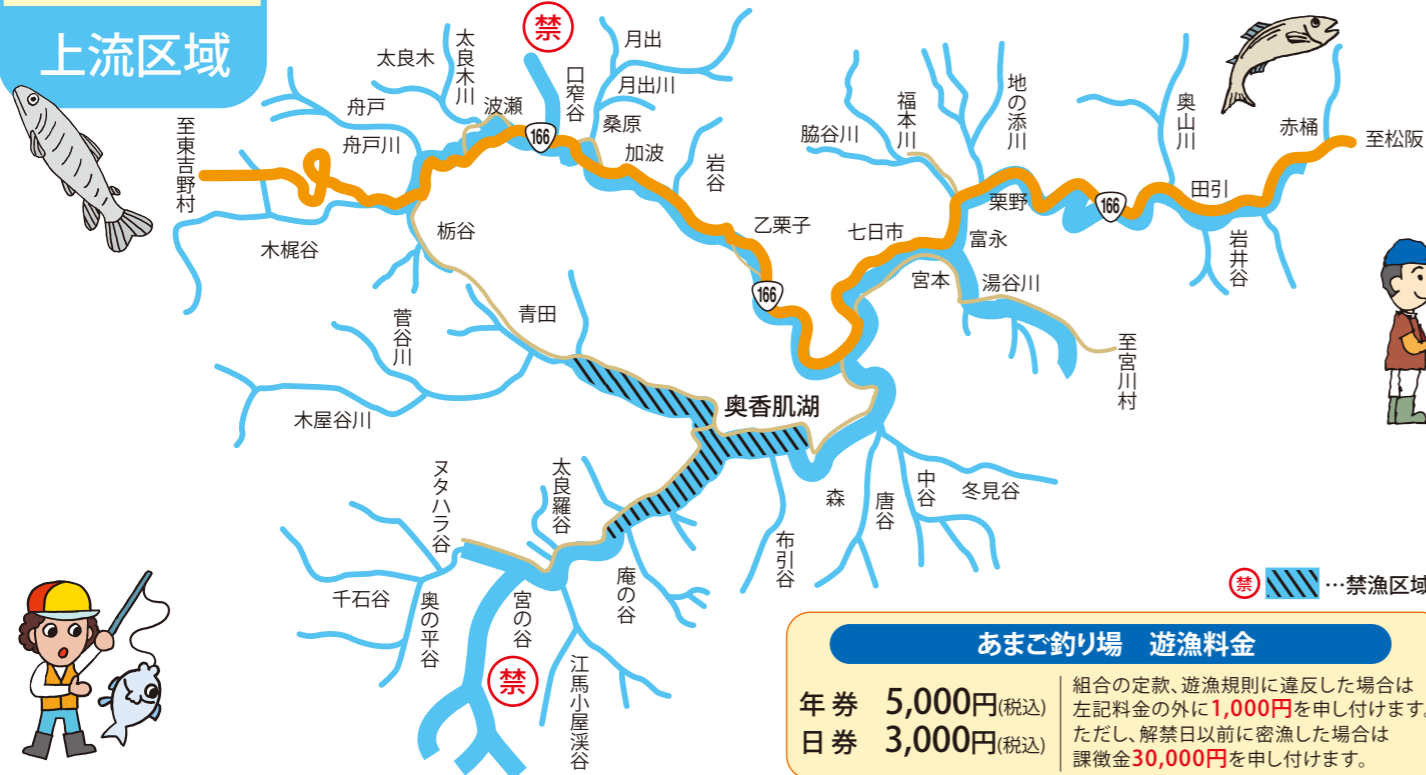 上流区域
至東吉野村
舟戸
舟戸川
太良木
太良木川
波瀬
禁
口窄谷
166
月出
月出川
桑原
加波
岩谷
乙栗子
166
木梶谷
栃谷
青田
菅谷川
木屋谷川
奥香肌湖
七日市
脇谷川
福本川
地の添川
栗野
富永
宮本
湯谷川
至宮川村
166
奥山川
田引
岩井谷
赤桶
至松阪
ヌタハラ谷
千石谷
奥の平谷
太良羅谷
宮の谷
禁
江馬小屋渓谷
庵の谷
布引谷
森
唐谷
中谷
冬見谷
禁 …禁漁区域
あまご釣り場 遊漁料金
年券 5,000円(税込)
日券 3,000円(税込)
組合の定款、遊漁規則に違反した場合は
左記料金の外に1,000円を申し付けます。
ただし、解禁日以前に密漁した場合は
課徴金30,000円を申し付けます。